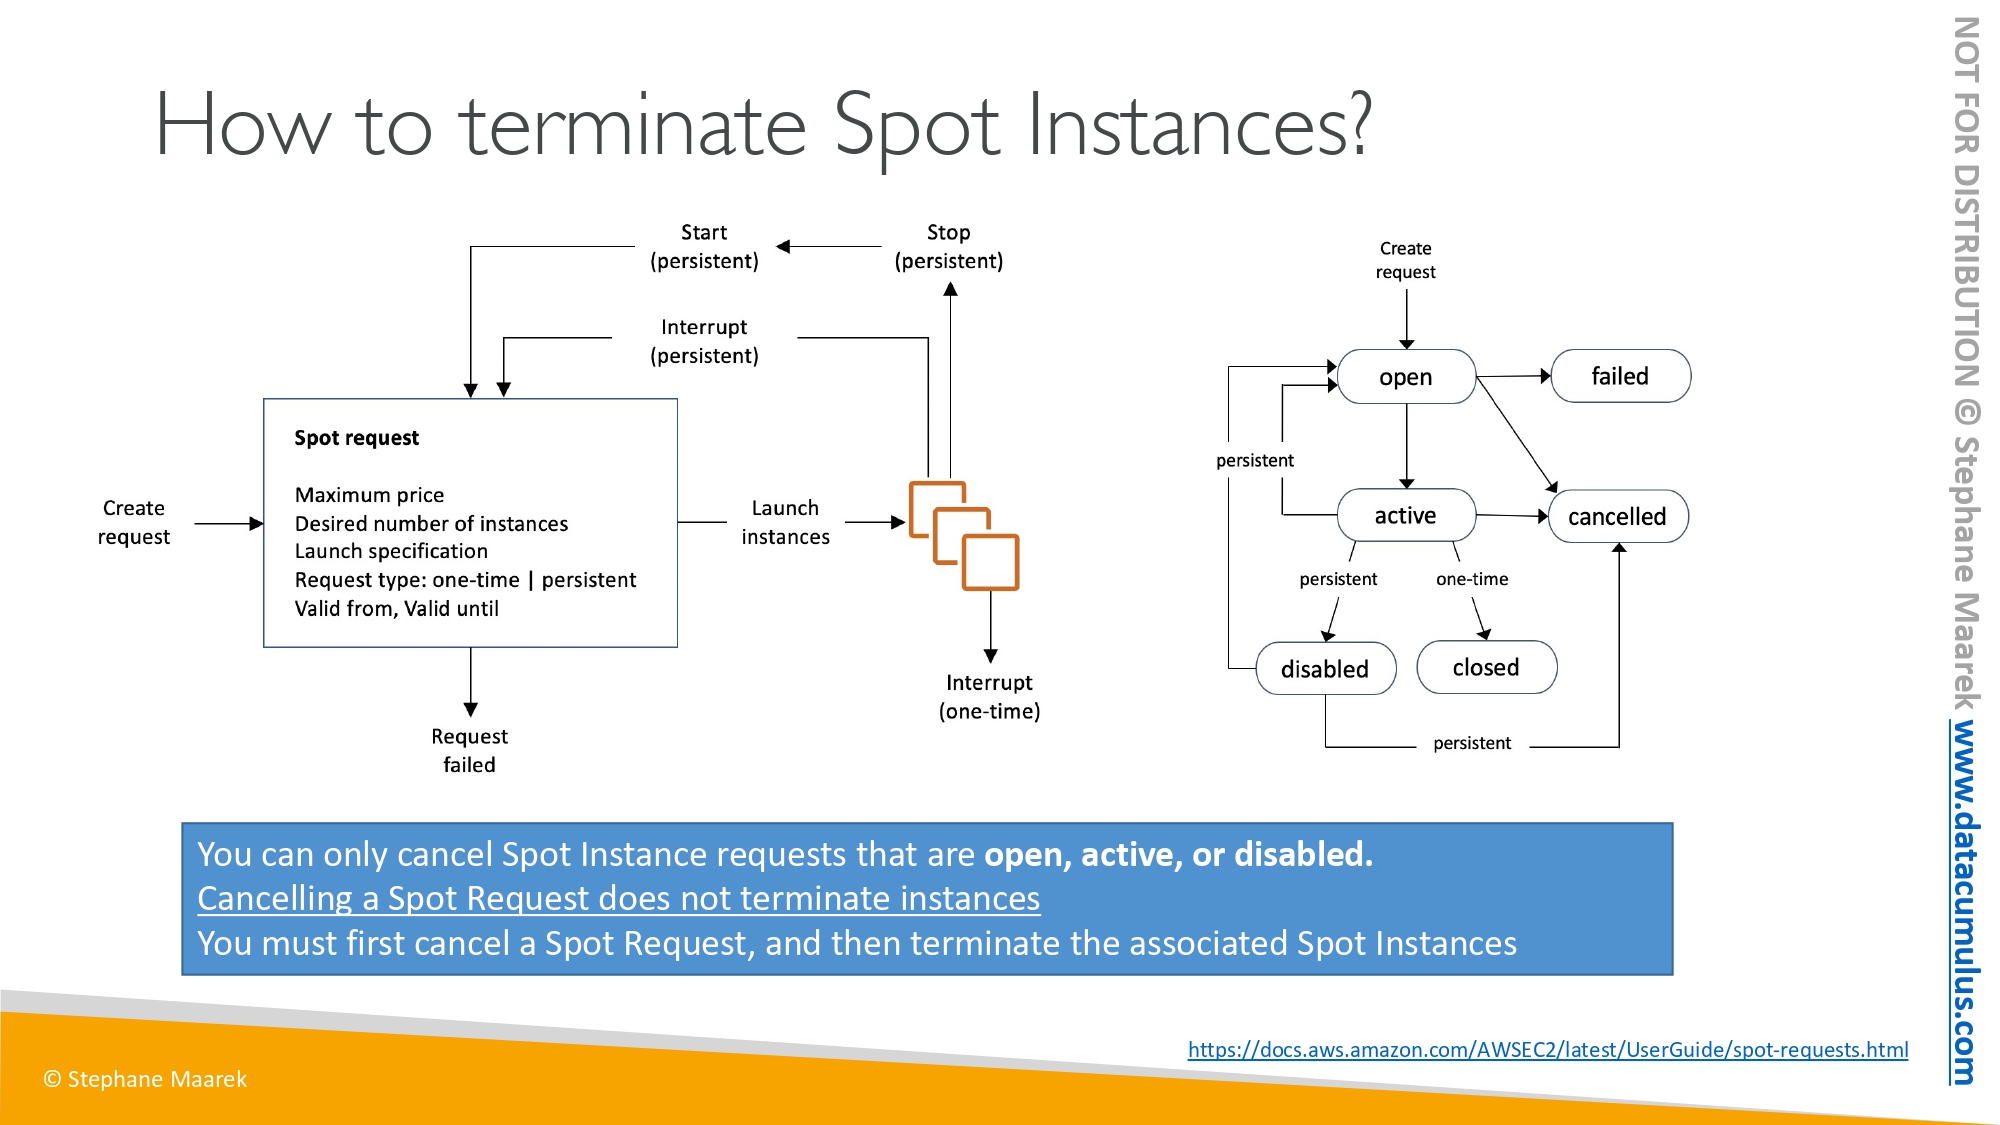 How to terminate Spot Instances?
Start
(persistent)
Stop
(persistent)
Interrupt
(persistent)
Spot request
Maximum price
Desired number of instances
Launch specification
Request type: one-time | persistent
Valid from, Valid until
Create
request
Launch
instances
Interrupt
(one-time)
Request
failed
Create
request
open
failed
persistent
active
cancelled
persistent
one-time
disabled
closed
persistent
You can only cancel Spot Instance requests that are open, active, or disabled.
Cancelling a Spot Request does not terminate instances
You must first cancel a Spot Request, and then terminate the associated Spot Instances
https://docs.aws.amazon.com/AWSEC2/latest/UserGuide/spot-requests.html
© Stephane Maarek
NOT FOR DISTRIBUTION © Stephane Maarek www.datacumulus.com